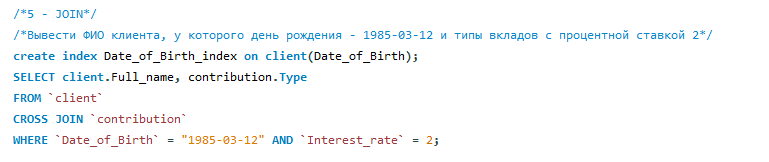 /*5 - JOIN*/
/*Вывести ФИО клиента, у которого день рождения - 1985-03-12 и типы вкладов с процентной ставкой 2*/
create index Date_of_Birth_index on client(Date_of_Birth);
SELECT client.Full_name, contribution.Type
FROM `client`
CROSS JOIN `contribution`
WHERE `Date_of_Birth` = "1985-03-12" AND `Interest_rate` = 2;